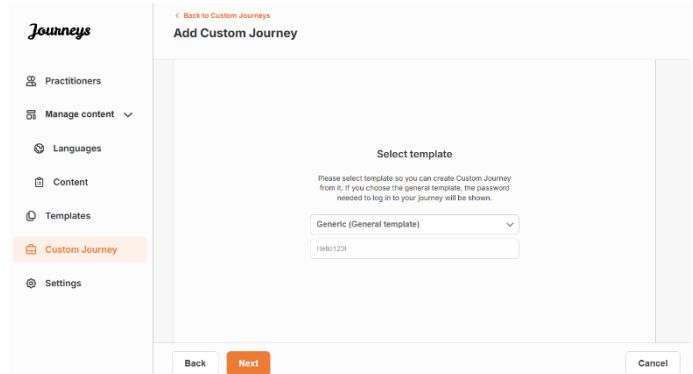 Journeys
Practitioners
Manage content
Languages
Content
Templates
Custom Journey
Settings
Back to Custom Journeys
Add Custom Journey
Select template
Please select template so you can create Custom Journey
from it. If you choose the general template, the password
needed to log in to your journey will be shown.
Generic (General template)
Hello123!
Back
Next
Cancel